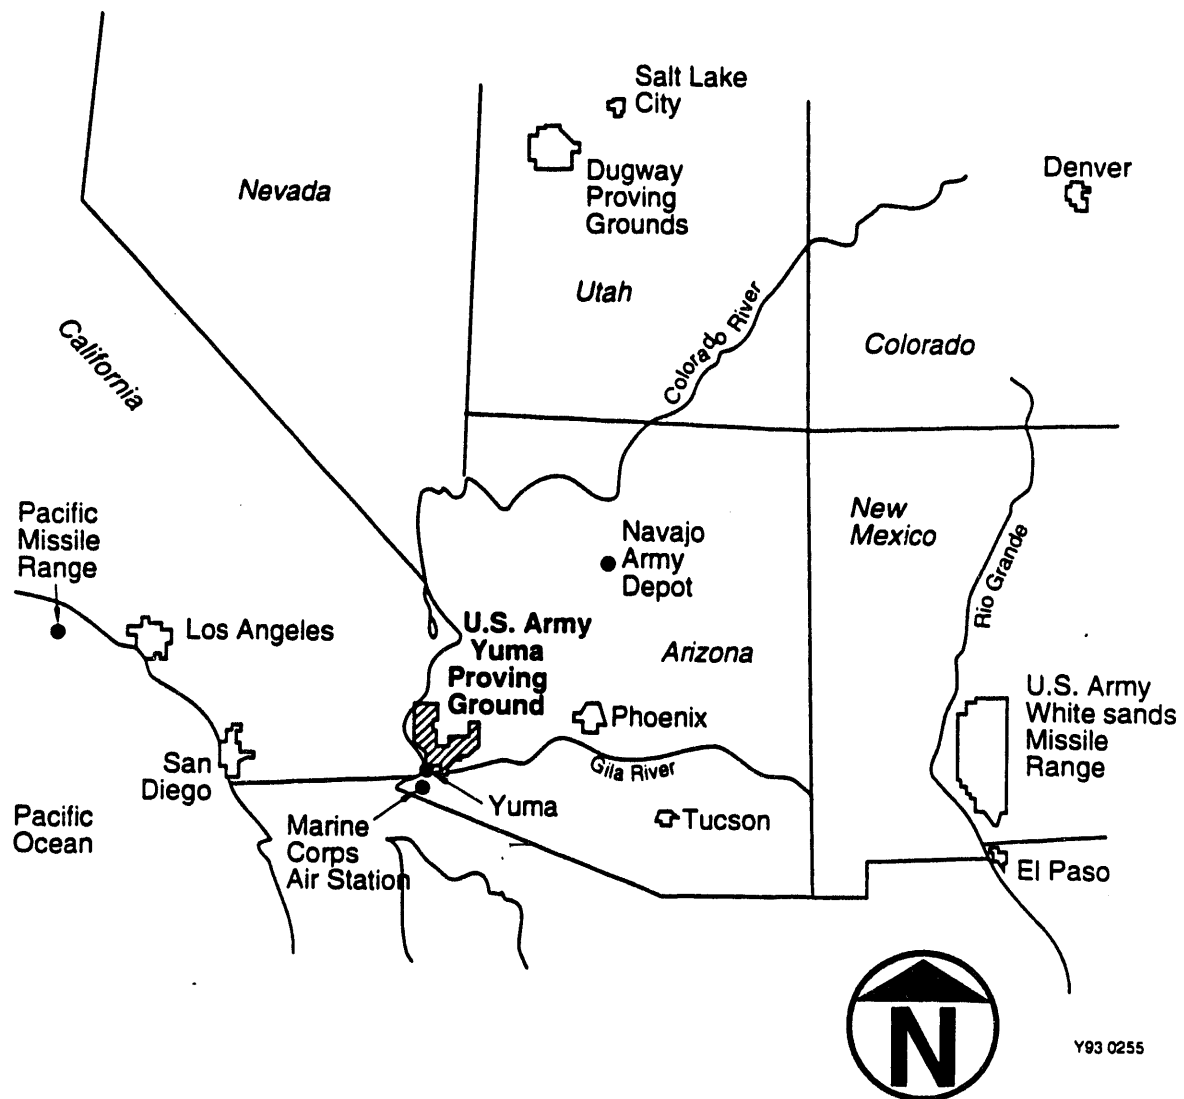 Salt Lake
City
Denver
Nevada
Dugway
Proving
Grounds
Utah
Colorado River
California
Colorado
Pacific
Missile
Range
Navajo
Army
Depot
New
Mexico
Rio Grande
Los Angeles
U.S. Army
Yuma
Proving
Ground
Arizona
U.S. Army
White sands
Missile
Range
Phoenix
San
Diego
Gila River
Pacific
Ocean
Yuma
Marine
Corps
Air Station
Tucson
El Paso
N
Y93 0255